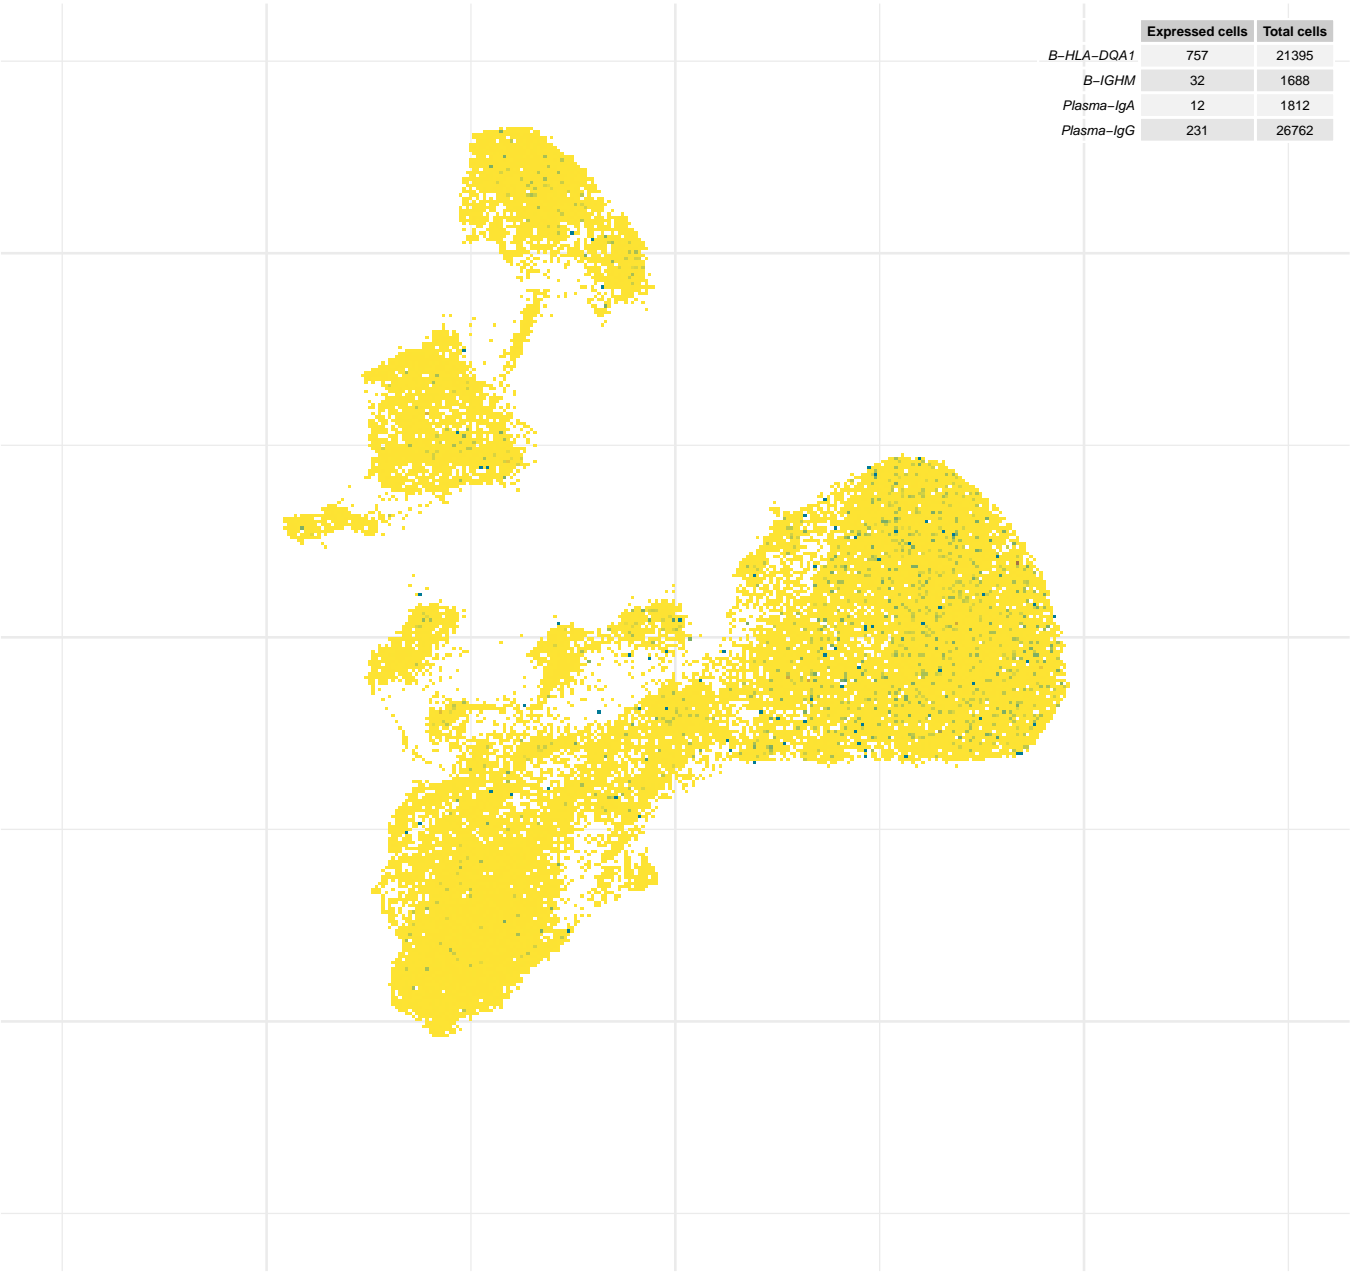 Expressed cells Total cells
B−HLA−DQA1 757 21395
B−IGHM 32 1688
Plasma−IgA 12 1812
Plasma−IgG 231 26762